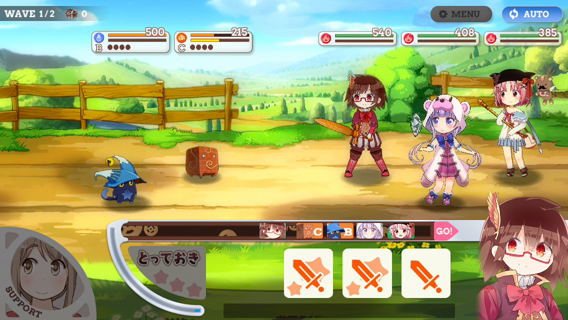 WAVE 1/2 0
MENU
AUTO
500
B
215
C
540
408
385
C B GO!
とっておき
SUPPORT